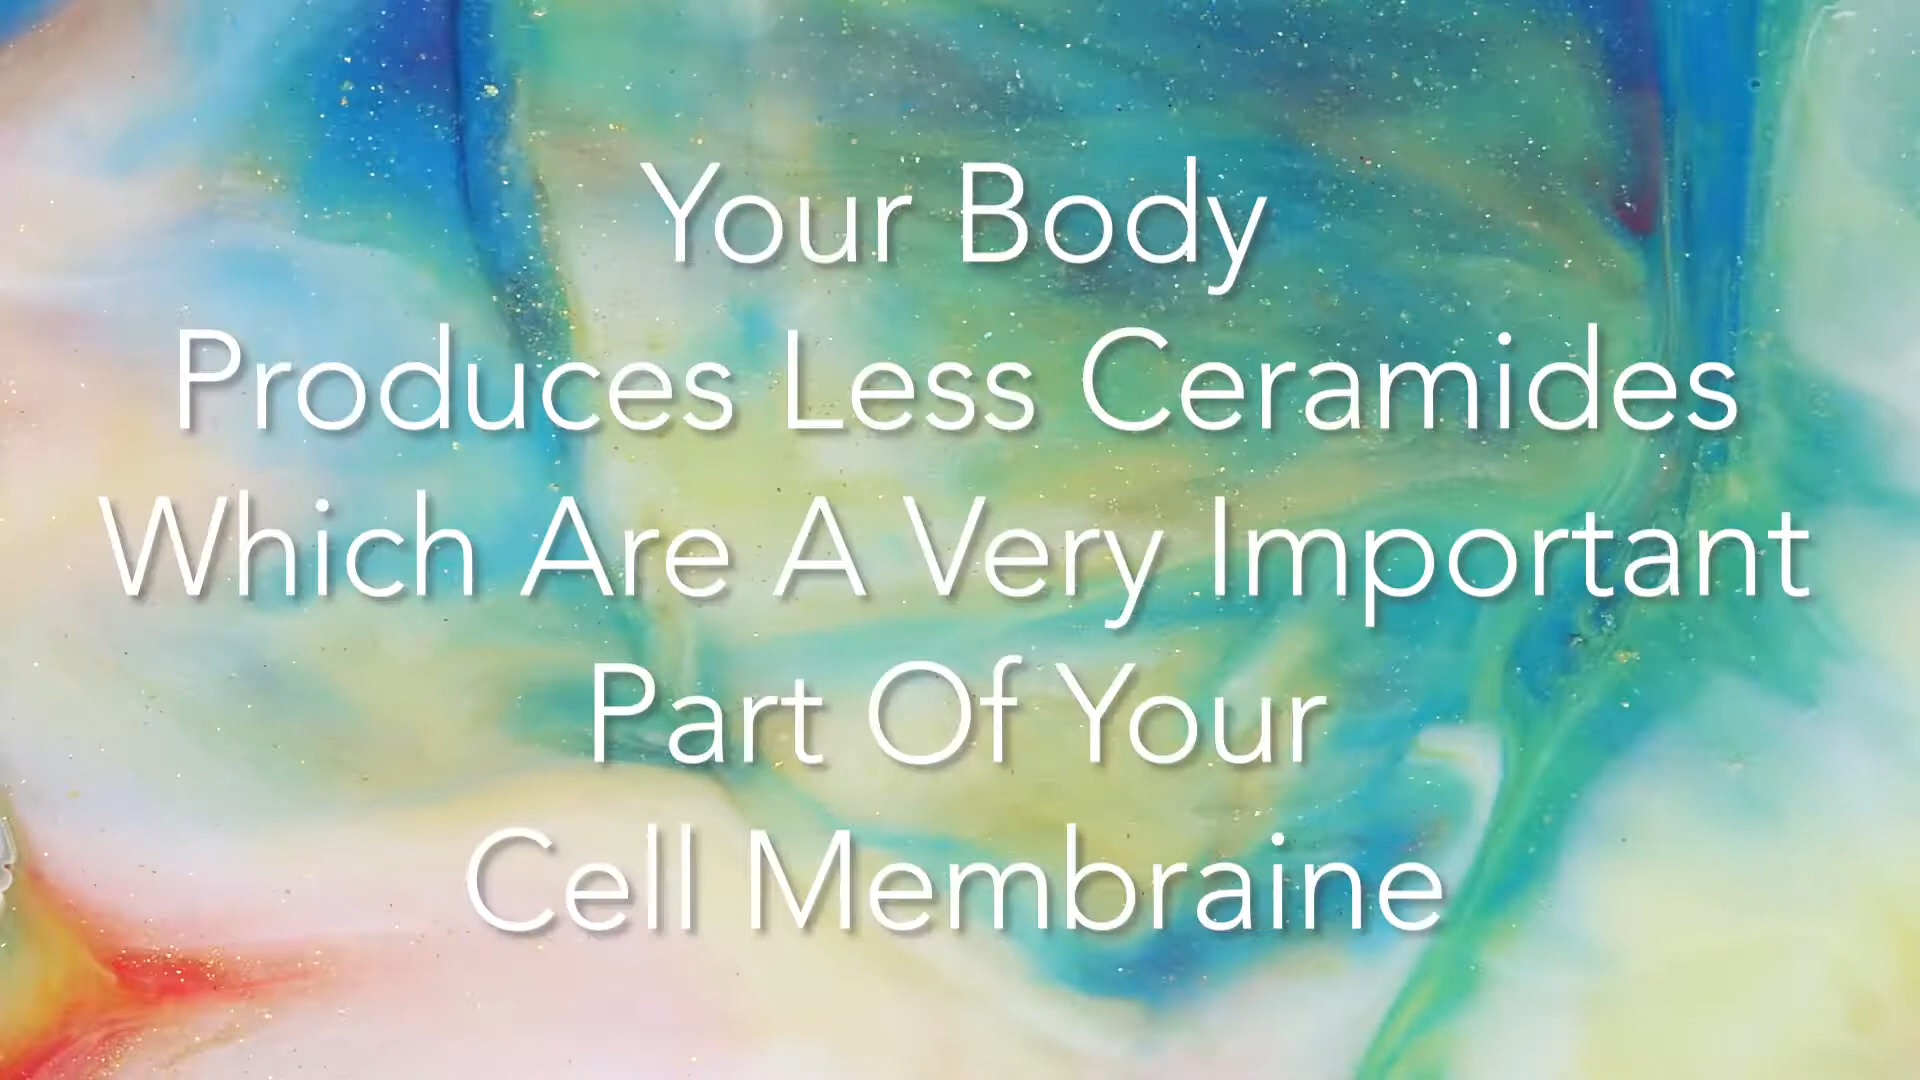 Your Body
Produces Less Ceramides
Which Are A Very Important
Part Of Your
Cell Membraine